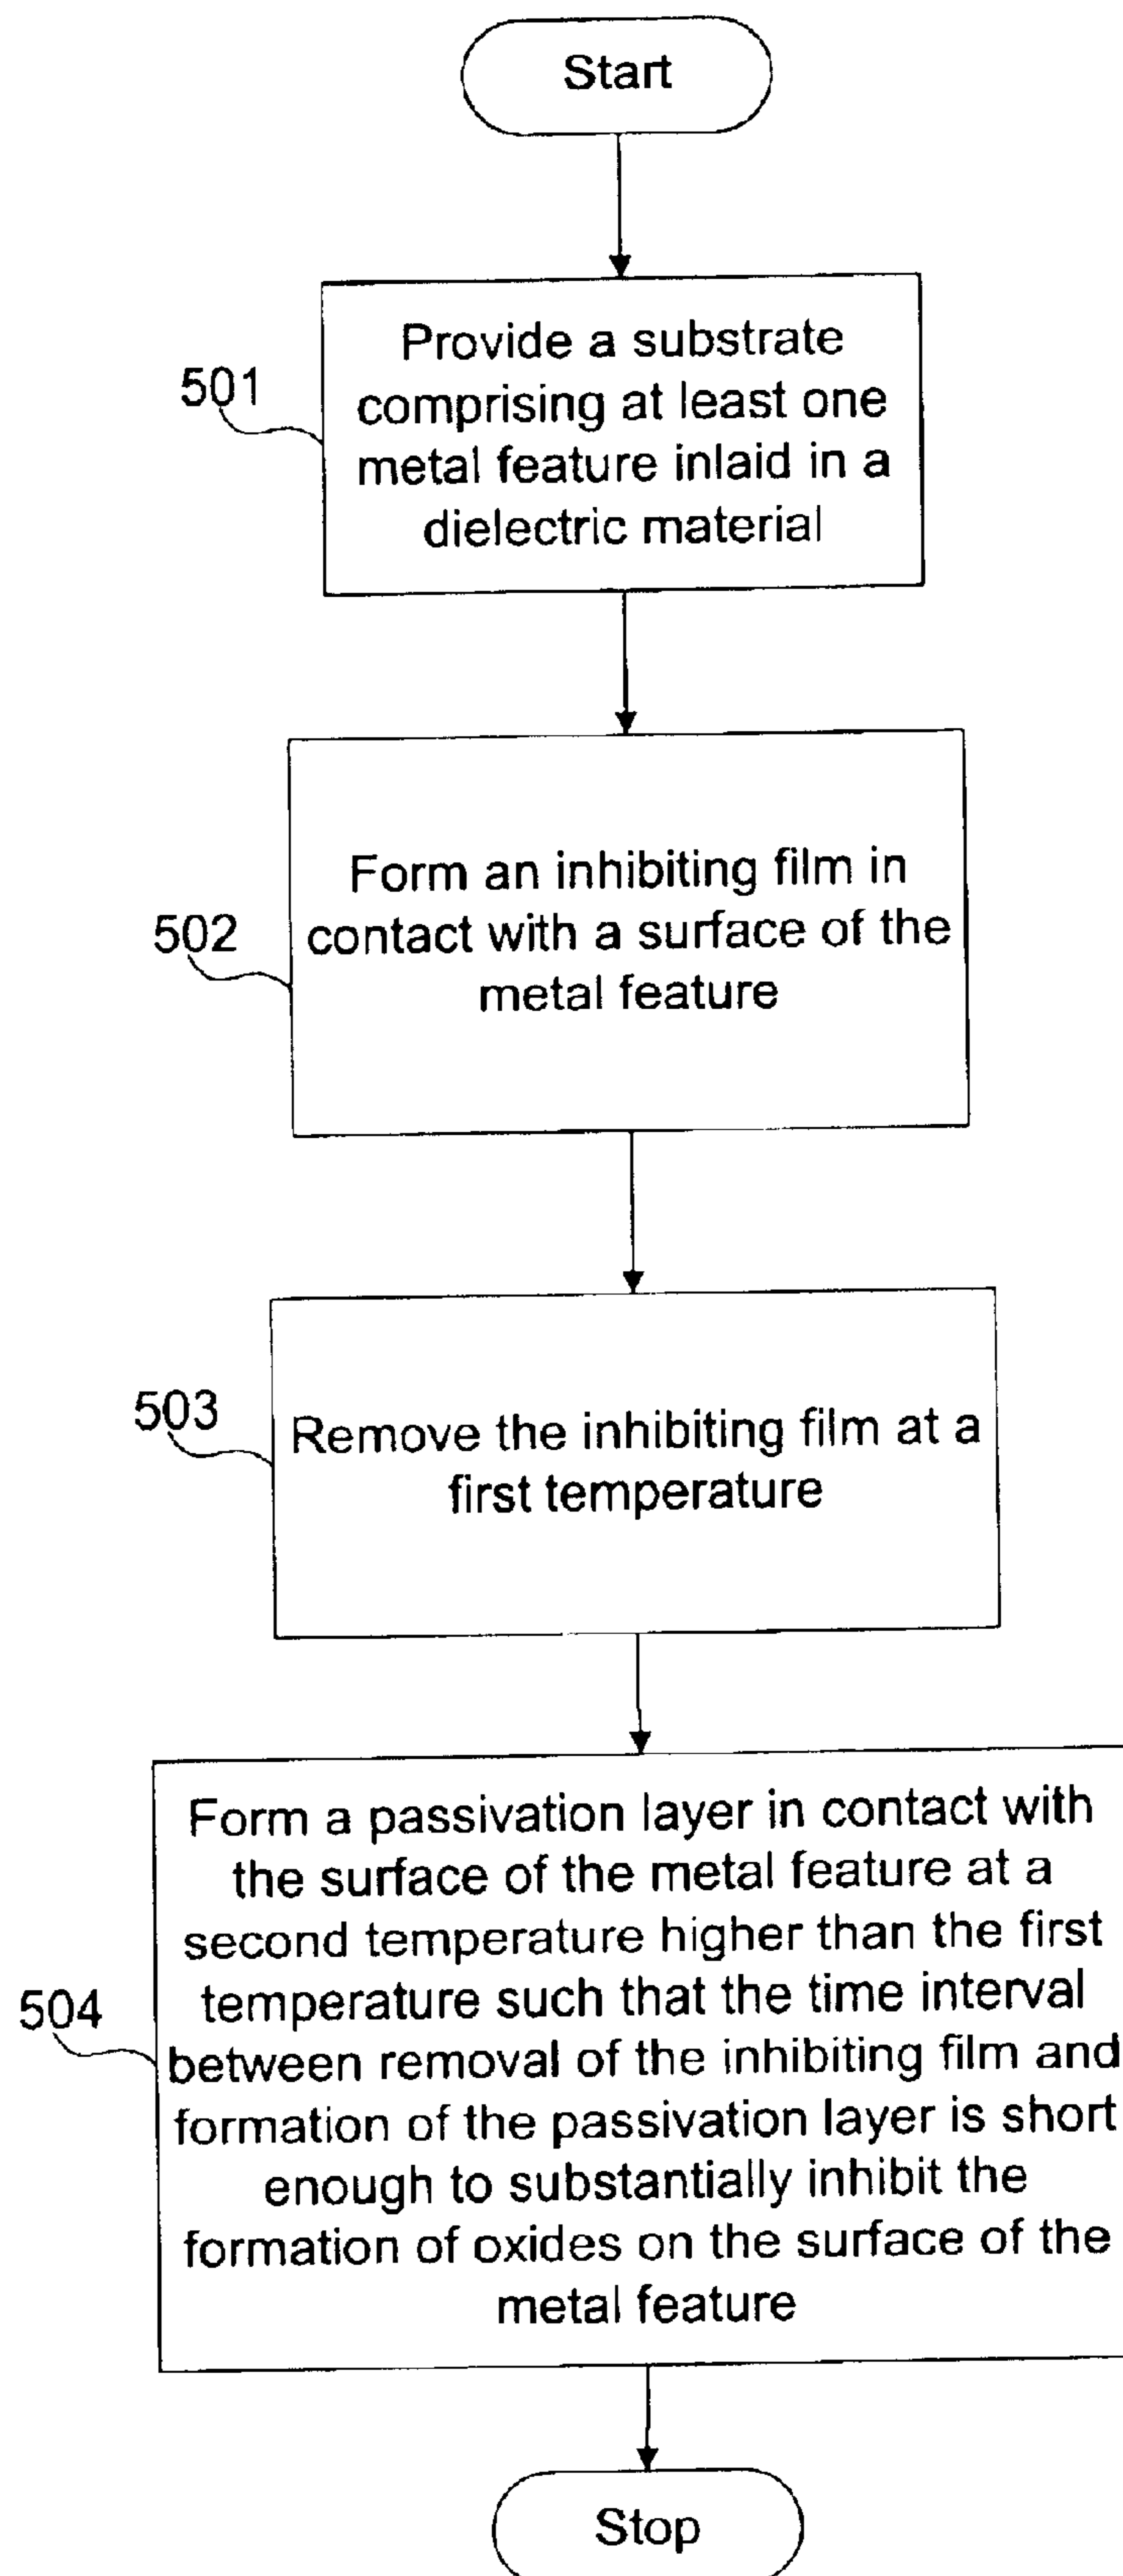 Start
501
Provide a substrate
comprising at least one
metal feature inlaid in a
dielectric material
502
Form an inhibiting film in
contact with a surface of the
metal feature
503
Remove the inhibiting film at a
first temperature
504
Form a passivation layer in contact with
the surface of the metal feature at a
second temperature higher than the first
temperature such that the time interval
between removal of the inhibiting film and
formation of the passivation layer is short
enough to substantially inhibit the
formation of oxides on the surface of the
metal feature
Stop